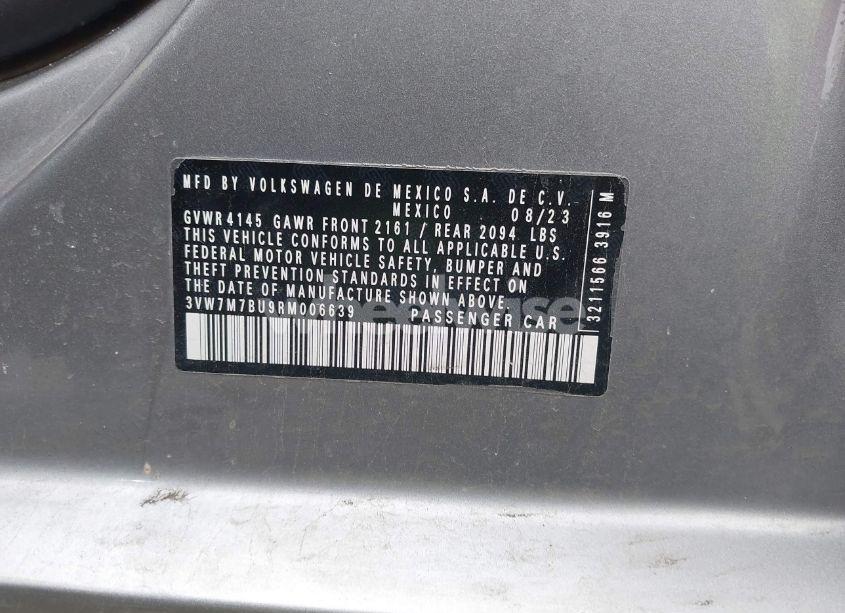 MFD BY VOLKSWAGEN DE MEXICO S.A. DE C.V.
MEXICO 08/23
GVWR 4145 GAWR FRONT 2161 / REAR 2094 LBS
THIS VEHICLE CONFORMS TO ALL APPLICABLE U.S.
FEDERAL MOTOR VEHICLE SAFETY, BUMPER AND
THEFT PREVENTION STANDARDS IN EFFECT ON
THE DATE OF MANUFACTURE SHOWN ABOVE.
3VW7M7BU9RM006639 PASSENGER CAR
3211566 3916 M